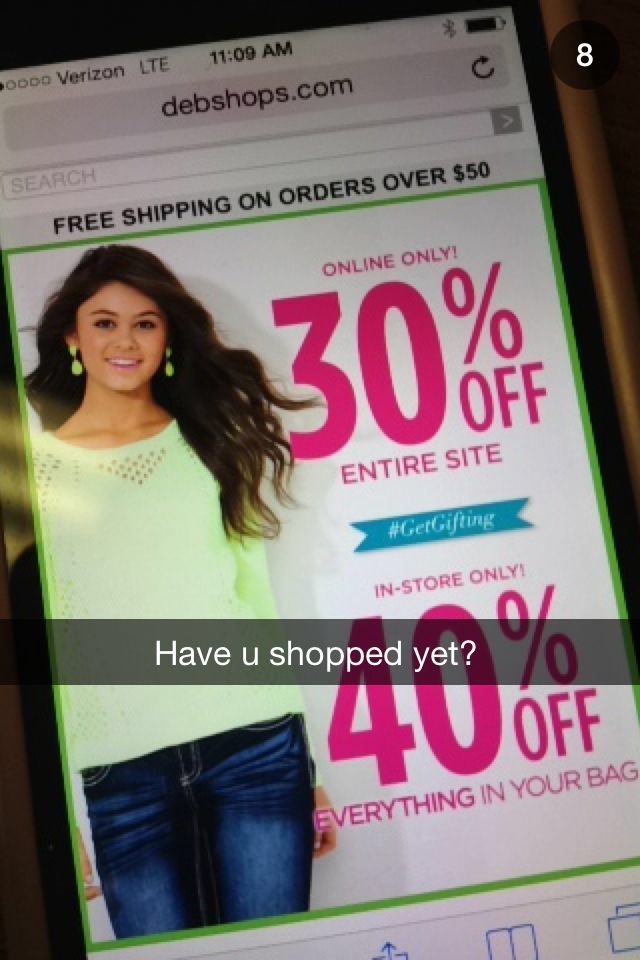 Verizon LTE 11:09 AM
8
debshops.com
SEARCH
>
FREE SHIPPING ON ORDERS OVER $50
ONLINE ONLY!
30% OFF
ENTIRE SITE
#GetGifting
IN-STORE ONLY!
Have u shopped yet?
40% OFF
EVERYTHING IN YOUR BAG